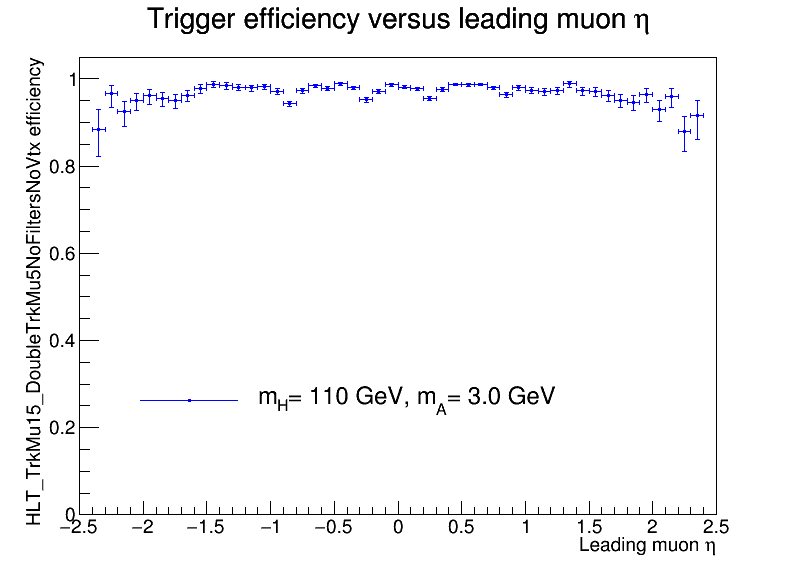 Trigger efficiency versus leading muon η
HLT_TrkMu15_DoubleTrkMu5NoFiltersNoVtx efficiency
1
0.8
0.6
0.4
0.2
0
m_H= 110 GeV, m_A= 3.0 GeV
−2.5 −2 −1.5 −1 −0.5 0 0.5 1 1.5 2 2.5
Leading muon η